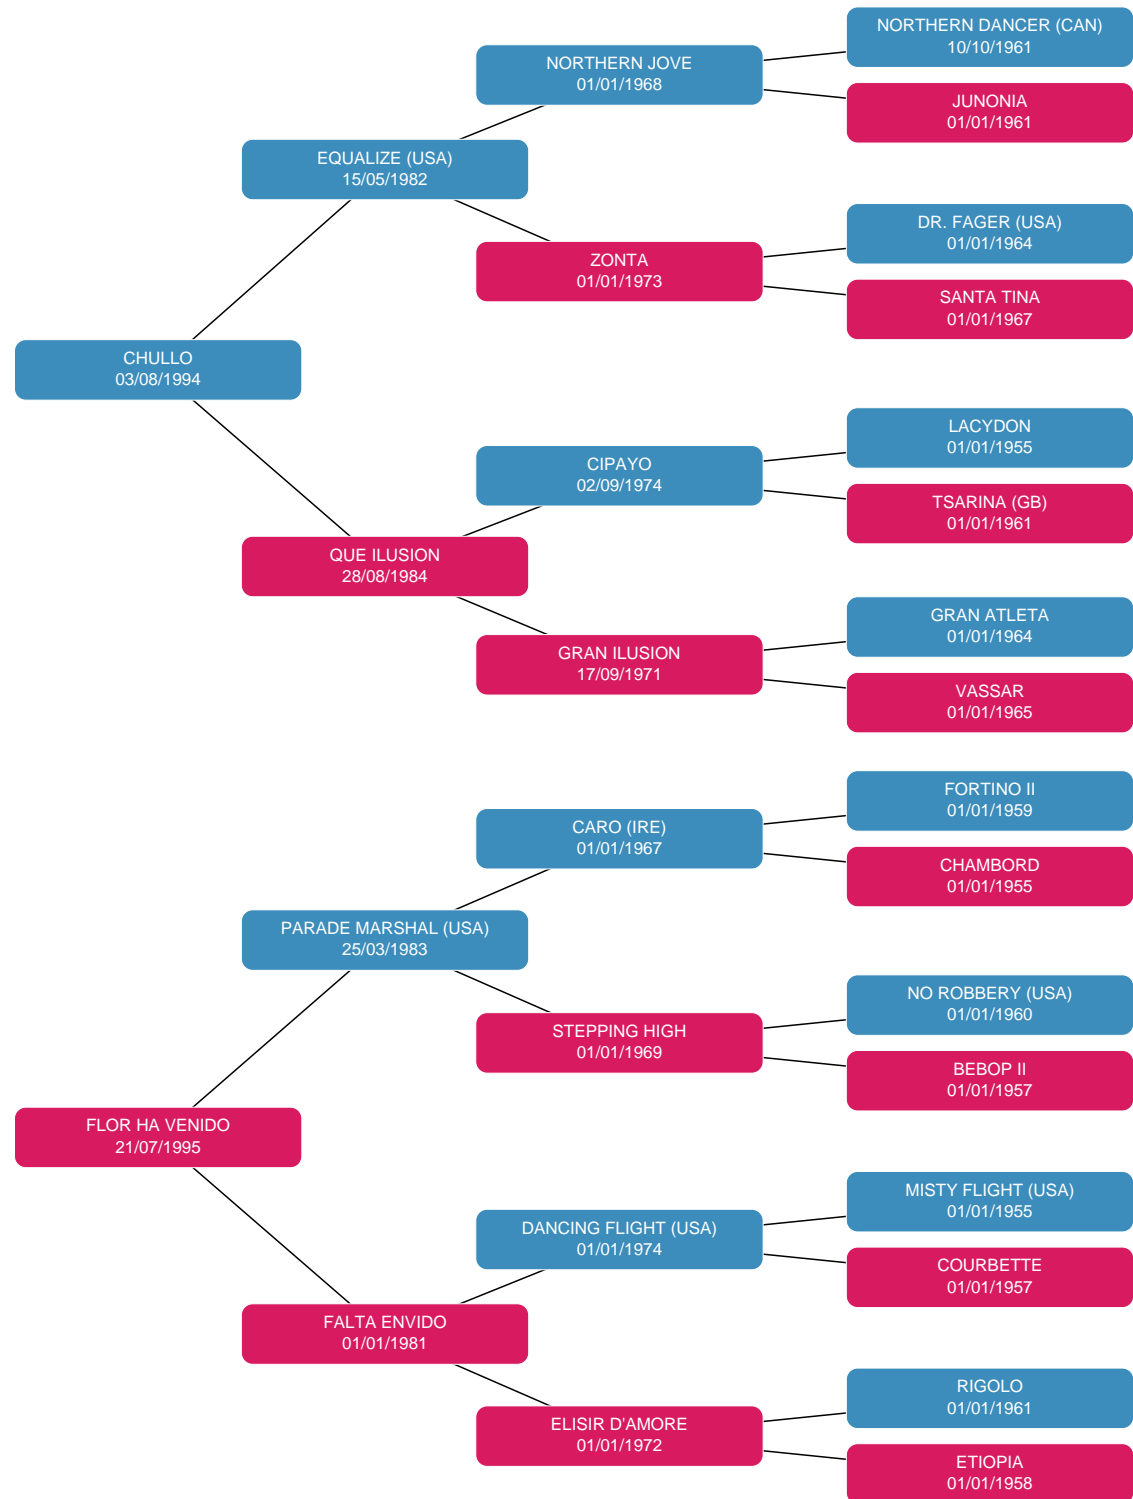 NORTHERN DANCER (CAN)
10/10/1961
NORTHERN JOVE
01/01/1968
JUNONIA
01/01/1961
EQUALIZE (USA)
15/05/1982
DR. FAGER (USA)
01/01/1964
ZONTA
01/01/1973
SANTA TINA
01/01/1967
CHULLO
03/08/1994
LACYDON
01/01/1955
CIPAYO
02/09/1974
TSARINA (GB)
01/01/1961
QUE ILUSION
28/08/1984
GRAN ATLETA
01/01/1964
GRAN ILUSION
17/09/1971
VASSAR
01/01/1965
FORTINO II
01/01/1959
CARO (IRE)
01/01/1967
CHAMBORD
01/01/1955
PARADE MARSHAL (USA)
25/03/1983
NO ROBBERY (USA)
01/01/1960
STEPPING HIGH
01/01/1969
BEBOP II
01/01/1957
FLOR HA VENIDO
21/07/1995
MISTY FLIGHT (USA)
01/01/1955
DANCING FLIGHT (USA)
01/01/1974
COURBETTE
01/01/1957
FALTA ENVIDO
01/01/1981
RIGOLO
01/01/1961
ELISIR D'AMORE
01/01/1972
ETIOPIA
01/01/1958